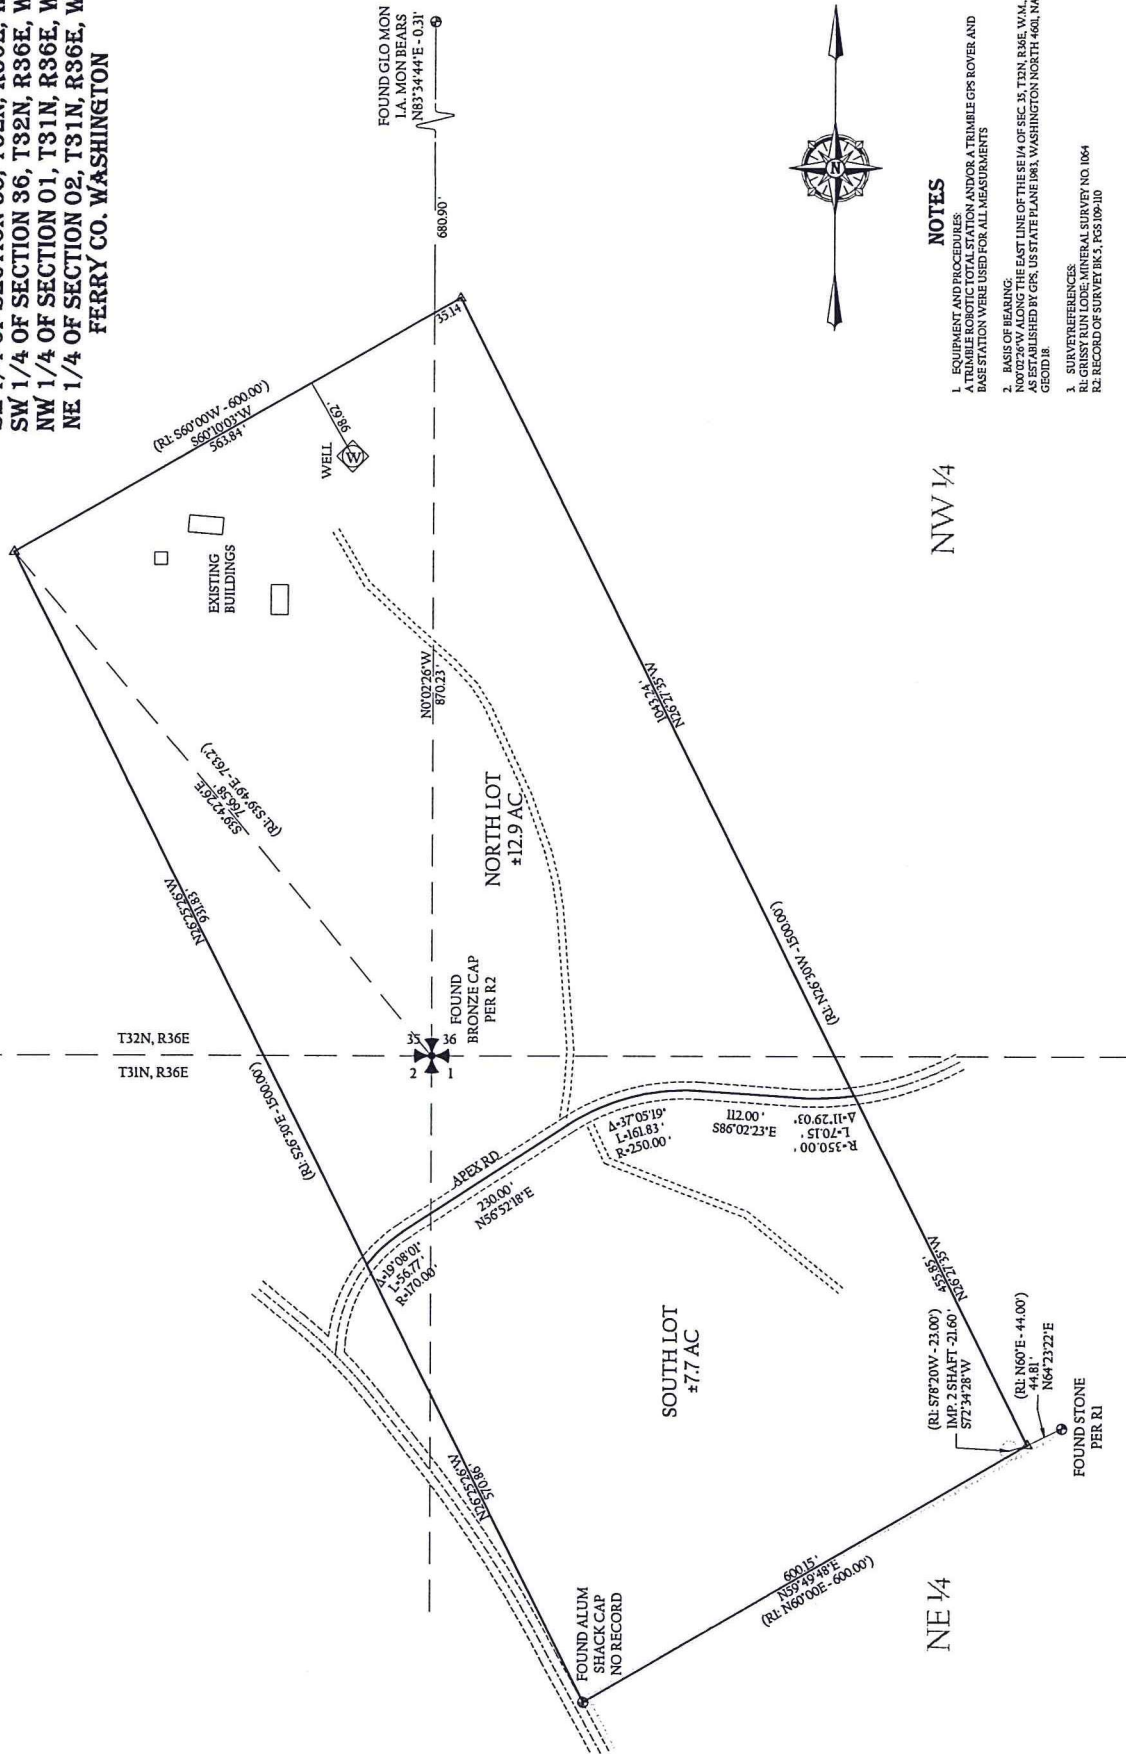 SW 1/4 OF SECTION 36, T32N, R36E, W
NW 1/4 OF SECTION 01, T31N, R36E, W
NE 1/4 OF SECTION 02, T31N, R36E, W
FERRY CO. WASHINGTON
FOUND GLO MON
I.A. MON BEARS
N83°34'44"E - 0.31'
680.90'
35.14'
(R1: S60°00W - 600.00')
S60°10'03"W
563.84'
WELL
W
98.62'
EXISTING
BUILDINGS
N0°02'26"W
870.23'
S39°42'26"E
766.58'
(R1: S39°49'E - 763.2')
N26°25'26"W
931.83'
(R1: S26°30'E - 1500.00')
1043.24'
N26°27'35"W
(R1: N26°30W - 1500.00')
NORTH LOT
±12.9 AC
FOUND
BRONZE CAP
PER R2
35 36
2 1
T32N, R36E
T31N, R36E
APEX RD
230.00'
N56°52'18"E
Δ=19°08'01"
L=56.77'
R=170.00'
Δ=37°05'19"
L=161.83'
R=250.00'
112.00'
S86°02'23"E
R=350.00'
L=70.15'
Δ=11°29'03"
SOUTH LOT
±7.7 AC
N26°25'26"W
570.86'
455.85'
N26°27'35"W
(R1: S78°20W - 23.00')
IMP. 2 SHAFT - 21.60'
S72°34'28"W
(R1: N60°E - 44.00')
44.81'
N64°23'22"E
FOUND STONE
PER R1
FOUND ALUM
SHACK CAP
NO RECORD
600.15'
N59°49'48"E
(R1: N60°00E - 600.00')
NE 1/4
NW 1/4
N
NOTES
1. EQUIPMENT AND PROCEDURES:
A TRIMBLE ROBOTIC TOTAL STATION AND/OR A TRIMBLE GPS ROVER AND
BASE STATION WERE USED FOR ALL MEASURMENTS
2. BASIS OF BEARING:
N00°02'26"W ALONG THE EAST LINE OF THE SE 1/4 OF SEC. 35, T32N, R36E, W.M.,
AS ESTABLISHED BY GPS, US STATE PLANE 1983, WASHINGTON NORTH 4601, NA
GEOID 18.
3. SURVEY REFERENCES:
R1: GRISSY RUN LODE; MINERAL SURVEY NO. 1064
R2: RECORD OF SURVEY BK 5, PGS 109-110